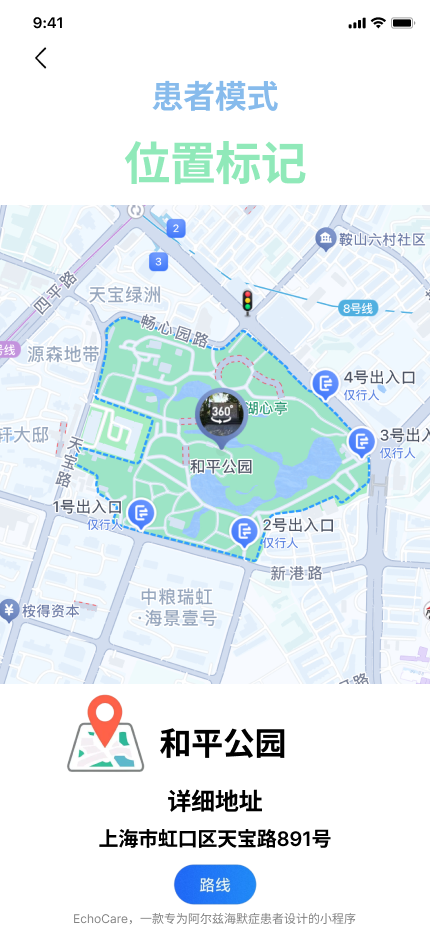 9:41
患者模式
位置标记
2
3
鞍山六村社区
四平路
天宝绿洲
8号线
畅心园路
号线
源森地带
4号出入口
仅行人
360°
湖心亭
轩大邸
3号出入
仅行人
天宝路
和平公园
1号出入口
仅行人
2号出入口
仅行人
新港路
中粮瑞虹
·海景壹号
桉得资本
和平公园
详细地址
上海市虹口区天宝路891号
路线
EchoCare，一款专为阿尔兹海默症患者设计的小程序